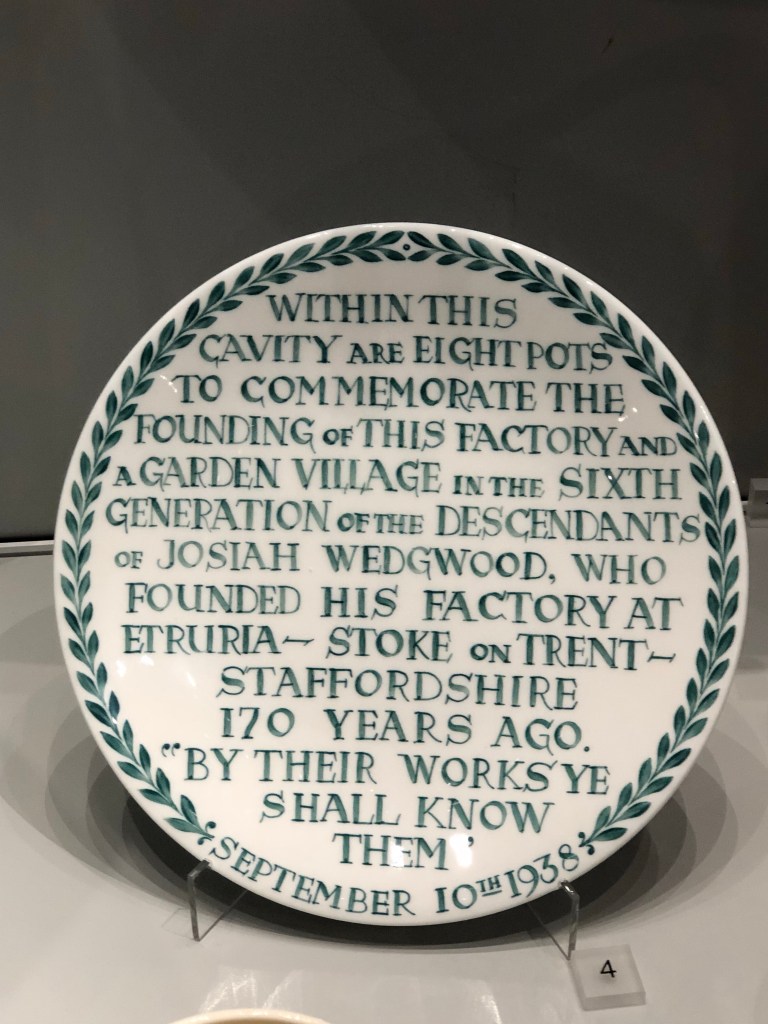 WITHIN THIS
CAVITY ARE EIGHT POTS
TO COMMEMORATE THE
FOUNDING OF THIS FACTORY AND
A GARDEN VILLAGE IN THE SIXTH
GENERATION OF THE DESCENDANTS
OF JOSIAH WEDGWOOD, WHO
FOUNDED HIS FACTORY AT
ETRURIA— STOKE ON TRENT—
STAFFORDSHIRE
170 YEARS AGO.
"BY THEIR WORKS YE
SHALL KNOW
THEM'
SEPTEMBER 10TH 1938
4